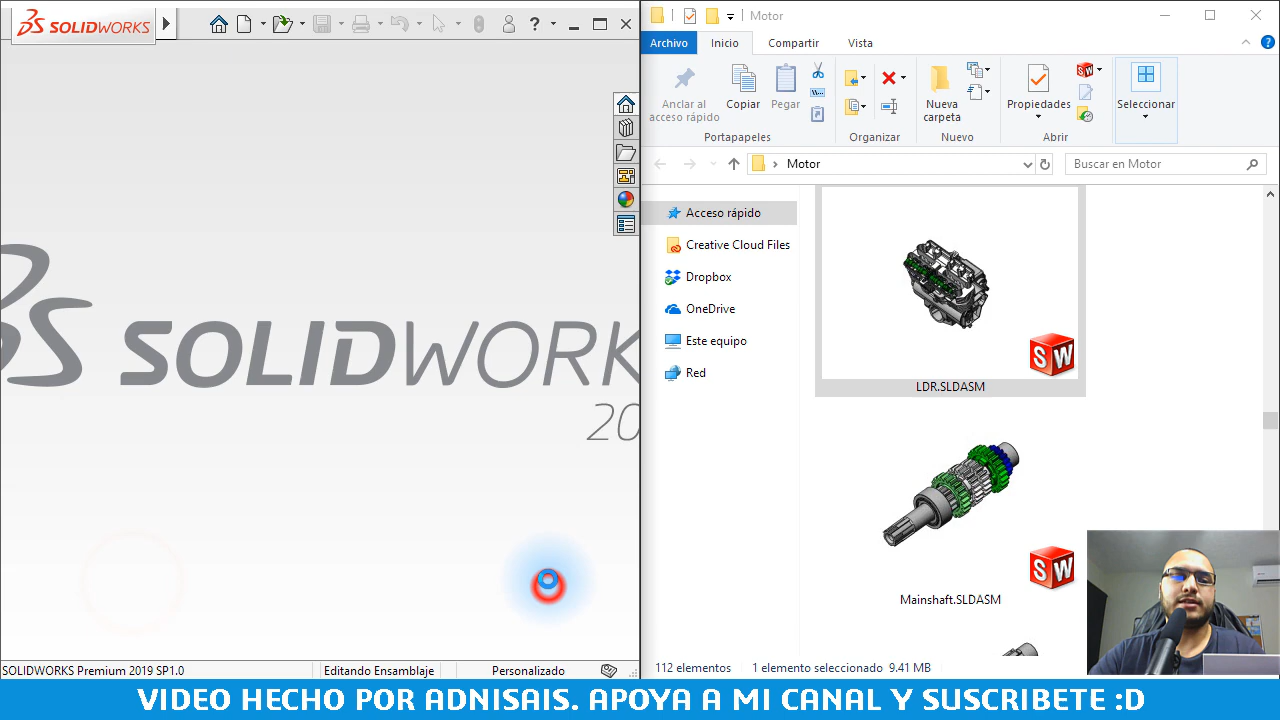 SOLIDWORKS
?
SOLIDWORK
20
SOLIDWORKS Premium 2019 SP1.0
Editando Ensamblaje
Personalizado
Motor
Archivo
Inicio
Compartir
Vista
Anclar al
acceso rápido
Copiar
Pegar
Nueva
carpeta
Propiedades
Seleccionar
Portapapeles
Organizar
Nuevo
Abrir
Motor
Buscar en Motor
Acceso rápido
Creative Cloud Files
Dropbox
OneDrive
Este equipo
Red
SW
LDR.SLDASM
SW
Mainshaft.SLDASM
112 elementos
1 elemento seleccionado 9.41 MB
VIDEO HECHO POR ADNISAIS. APOYA A MI CANAL Y SUSCRIBETE :D